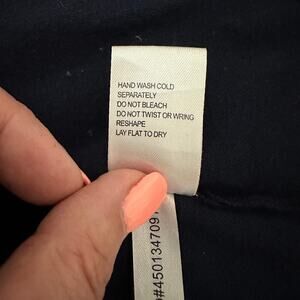 HAND WASH COLD
SEPARATELY
DO NOT BLEACH
DO NOT TWIST OR WRING
RESHAPE
LAY FLAT TO DRY
#450134709